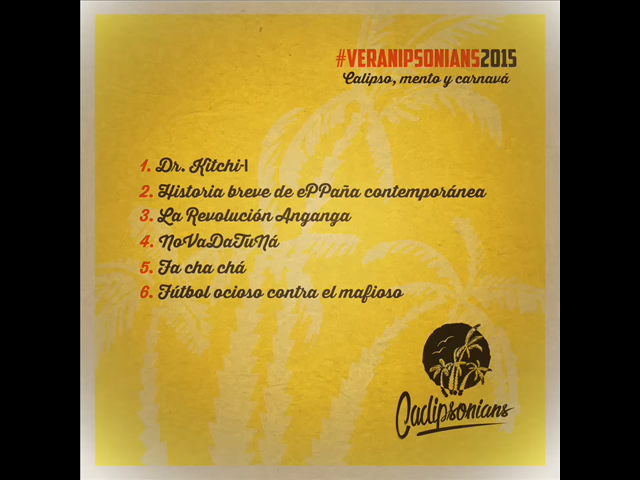 #VERANIPSONIANS2015
Calipso, mento y carnavá
1. Dr. Kitchi-I
2. Historia breve de ePPaña contemporánea
3. La Revolución Anganga
4. NoVaDaTuNá
5. Fa cha chá
6. Fútbol ocioso contra el mafioso
Cadipsonians